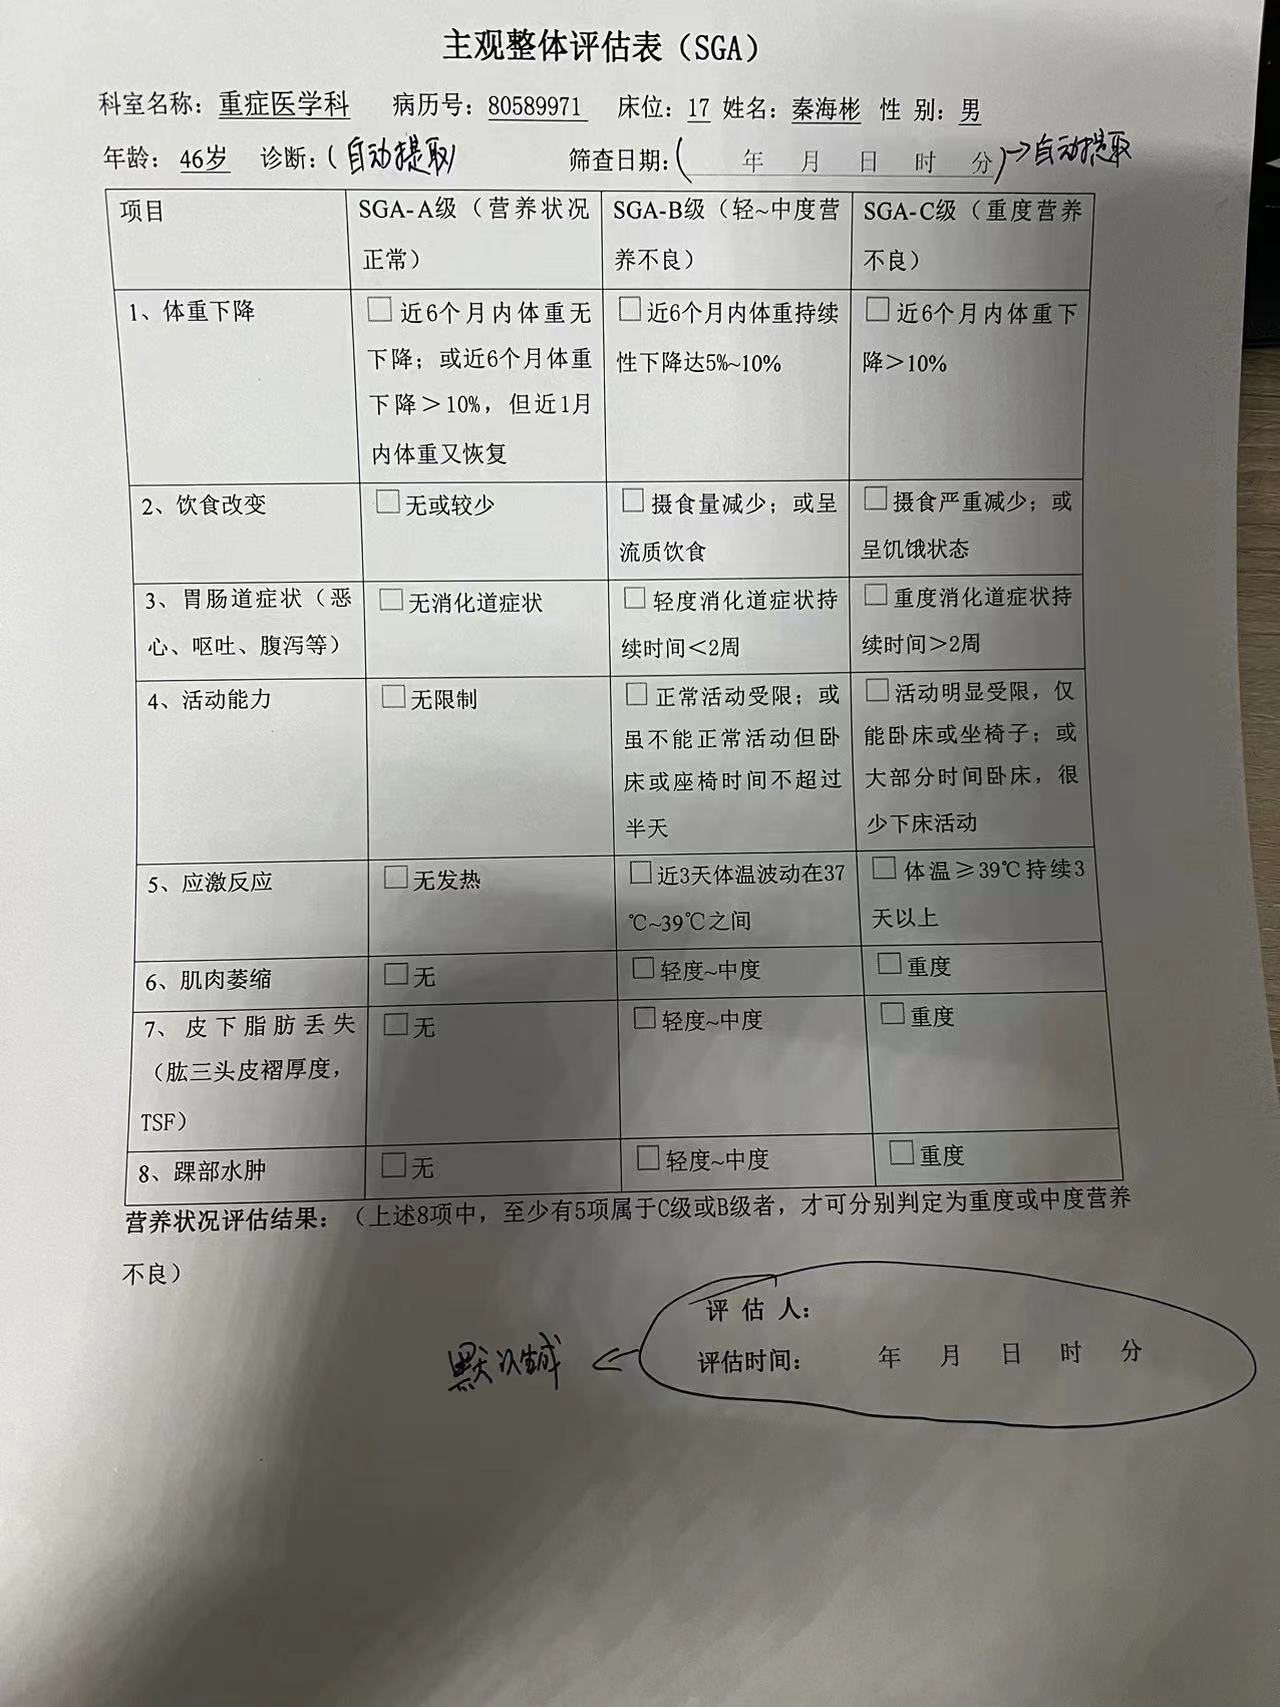 主观整体评估表（SGA）
科室名称：重症医学科 病历号：80589971 床位：17 姓名：秦海彬 性 别：男
年龄：46岁 诊断：（自动提取） 筛查日期：（ 年 月 日 时 分）→自动提取
项目 SGA-A级（营养状况正常） SGA-B级（轻~中度营养不良） SGA-C级（重度营养不良）
1、体重下降 □近6个月内体重无下降；或近6个月体重下降＞10%，但近1月内体重又恢复 □近6个月内体重持续性下降达5%~10% □近6个月内体重下降＞10%
2、饮食改变 □无或较少 □摄食量减少；或呈流质饮食 □摄食严重减少；或呈饥饿状态
3、胃肠道症状（恶心、呕吐、腹泻等） □无消化道症状 □轻度消化道症状持续时间＜2周 □重度消化道症状持续时间＞2周
4、活动能力 □无限制 □正常活动受限；或虽不能正常活动但卧床或座椅时间不超过半天 □活动明显受限，仅能卧床或坐椅子；或大部分时间卧床，很少下床活动
5、应激反应 □无发热 □近3天体温波动在37℃~39℃之间 □体温≥39℃持续3天以上
6、肌肉萎缩 □无 □轻度~中度 □重度
7、皮下脂肪丢失（肱三头皮褶厚度，TSF） □无 □轻度~中度 □重度
8、踝部水肿 □无 □轻度~中度 □重度
营养状况评估结果：（上述8项中，至少有5项属于C级或B级者，才可分别判定为重度或中度营养
不良）
评 估 人：
默认生成 ← 评估时间： 年 月 日 时 分